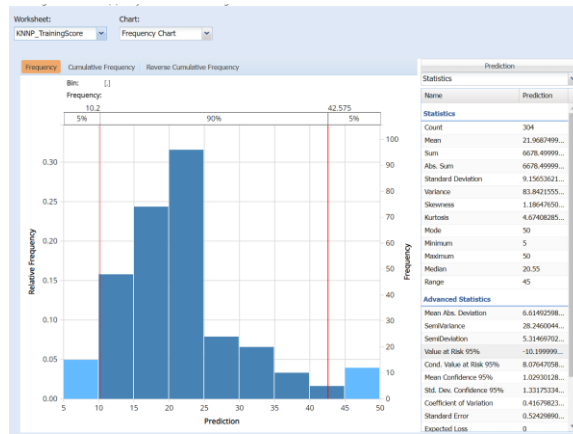 Worksheet:
Chart:
KNNP_TrainingScore
Frequency Chart
Frequency
Cumulative Frequency
Reverse Cumulative Frequency
Bin: [,]
Frequency:
10.2
42.575
5%
90%
5%
Relative Frequency
0.30
0.25
0.20
0.15
0.10
0.05
0.00
5 10 15 20 25 30 35 40 45 50
Prediction
100
90
80
70
60
50
40
30
20
10
0
Frequency
Prediction
Statistics
Name Prediction
Statistics
Count 304
Mean 21.9687499...
Sum 6678.49999...
Abs. Sum 6678.49999...
Standard Deviation 9.15653621...
Variance 83.8421555...
Skewness 1.18647650...
Kurtosis 4.67408285...
Mode 50
Minimum 5
Maximum 50
Median 20.55
Range 45
Advanced Statistics
Mean Abs. Deviation 6.61492598...
SemiVariance 28.2460044...
SemiDeviation 5.31469702...
Value at Risk 95% -10.199999...
Cond. Value at Risk 95% 8.07647058...
Mean Confidence 95% 1.02930128...
Std. Dev. Confidence 95% 1.33175334...
Coefficient of Variation 0.41679823...
Standard Error 0.52429890...
Expected Loss 0